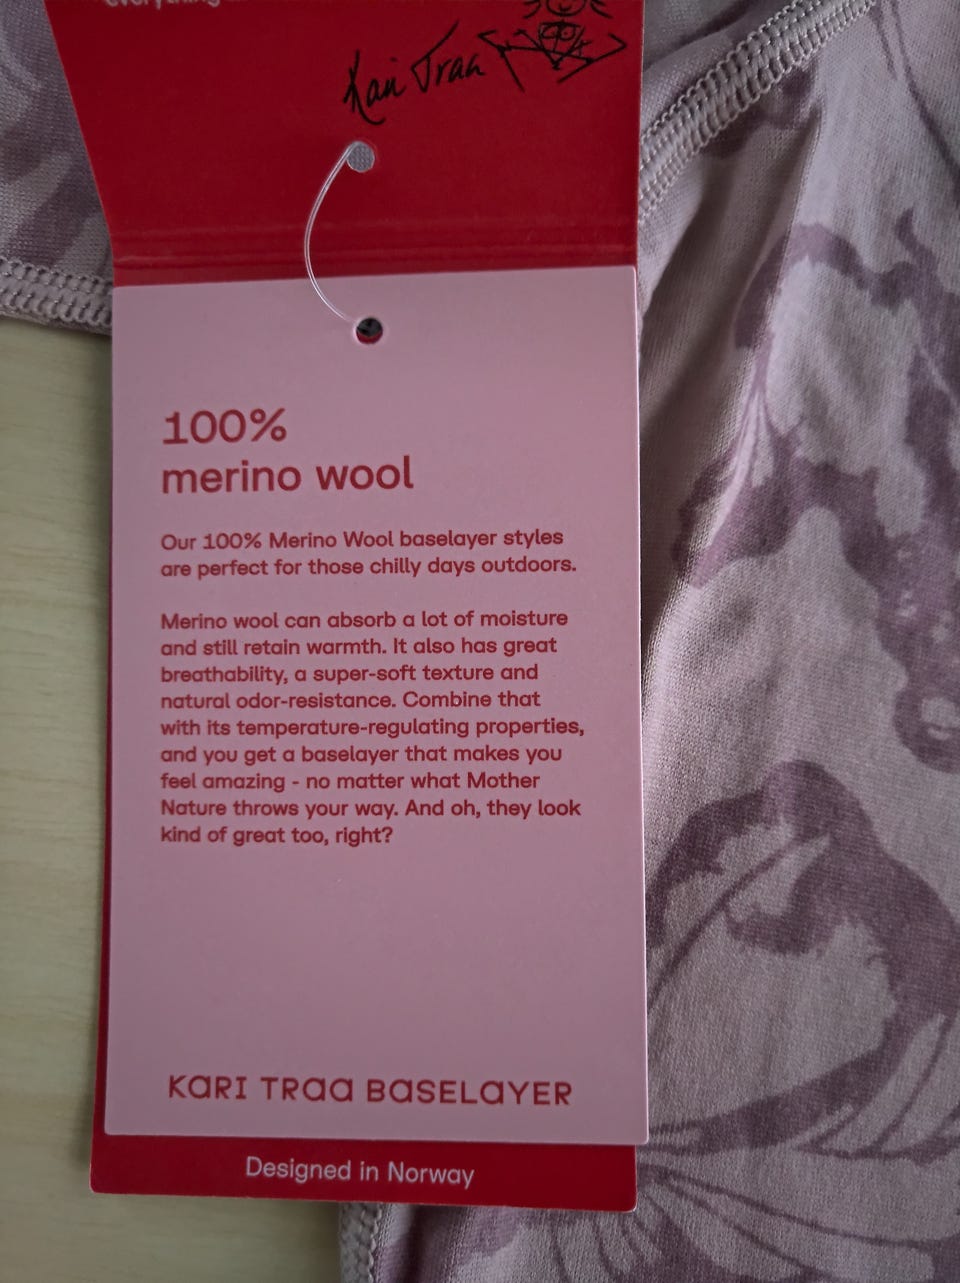 Kari Traa
100%
merino wool
Our 100% Merino Wool baselayer styles
are perfect for those chilly days outdoors.
Merino wool can absorb a lot of moisture
and still retain warmth. It also has great
breathability, a super-soft texture and
natural odor-resistance. Combine that
with its temperature-regulating properties,
and you get a baselayer that makes you
feel amazing - no matter what Mother
Nature throws your way. And oh, they look
kind of great too, right?
KARI TRAA BASELAYER
Designed in Norway